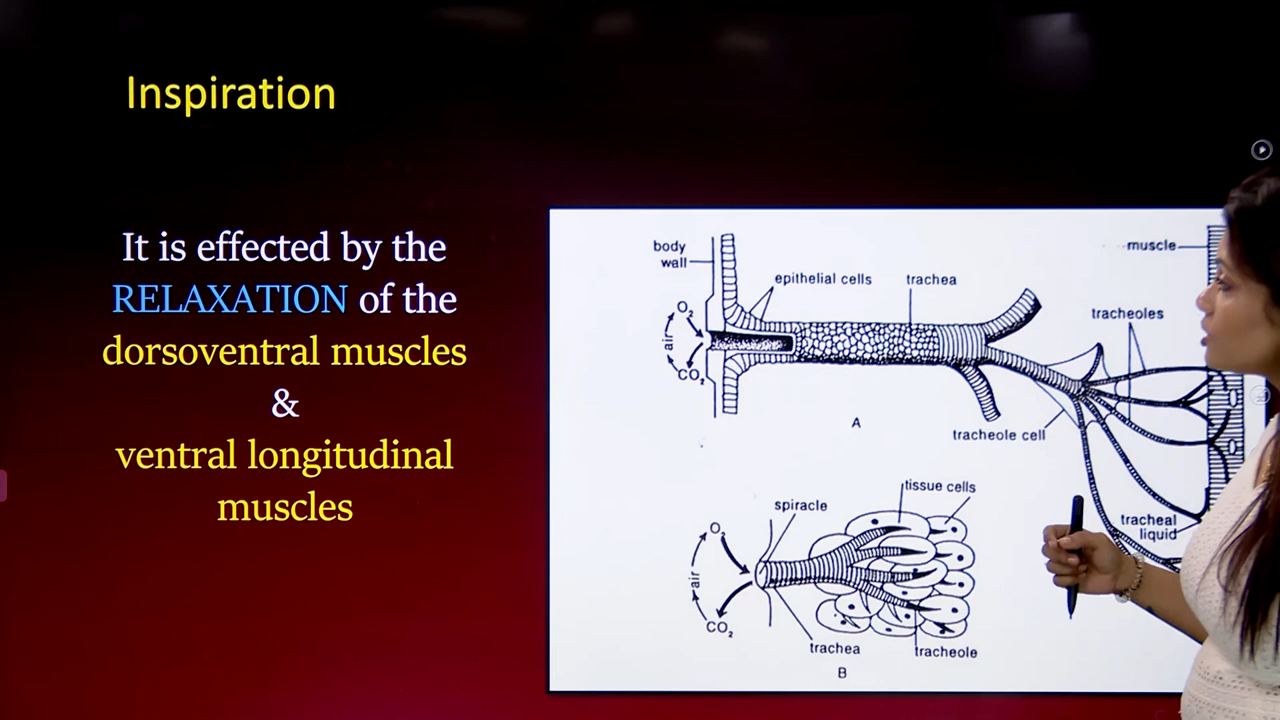 Inspiration
It is effected by the
RELAXATION of the
dorsoventral muscles
&
ventral longitudinal
muscles
body
wall
epithelial cells
trachea
muscle
tracheoles
O2
air
CO2
A
tracheole cell
tracheal
liquid
tissue cells
spiracle
O2
air
CO2
trachea
tracheole
B